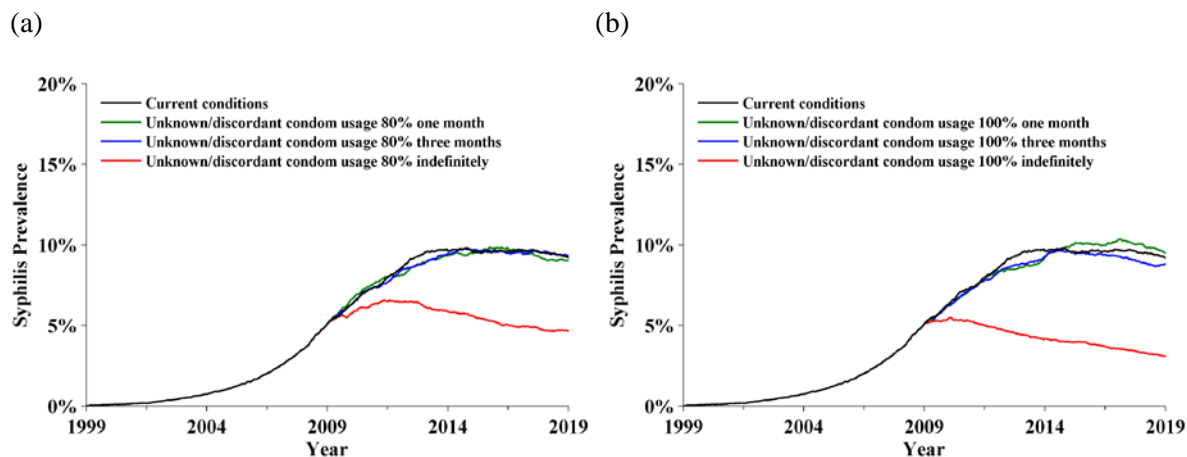 (a)
20%
15%
10%
5%
0%
Syphilis Prevalence
Current conditions
Unknown/discordant condom usage 80% one month
Unknown/discordant condom usage 80% three months
Unknown/discordant condom usage 80% indefinitely
1999
2004
2009
2014
2019
Year
(b)
20%
15%
10%
5%
0%
Syphilis Prevalence
Current conditions
Unknown/discordant condom usage 100% one month
Unknown/discordant condom usage 100% three months
Unknown/discordant condom usage 100% indefinitely
1999
2004
2009
2014
2019
Year